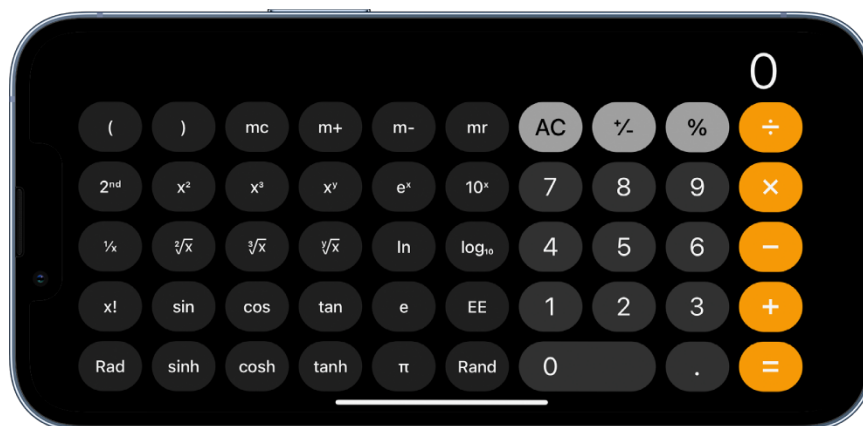 0
( ) mc m+ m- mr AC ⁺∕₋ % ÷
2ⁿᵈ x² x³ xʸ eˣ 10ˣ 7 8 9 ×
¹∕ₓ ²√x ³√x ʸ√x ln log₁₀ 4 5 6 −
x! sin cos tan e EE 1 2 3 +
Rad sinh cosh tanh π Rand 0 . =